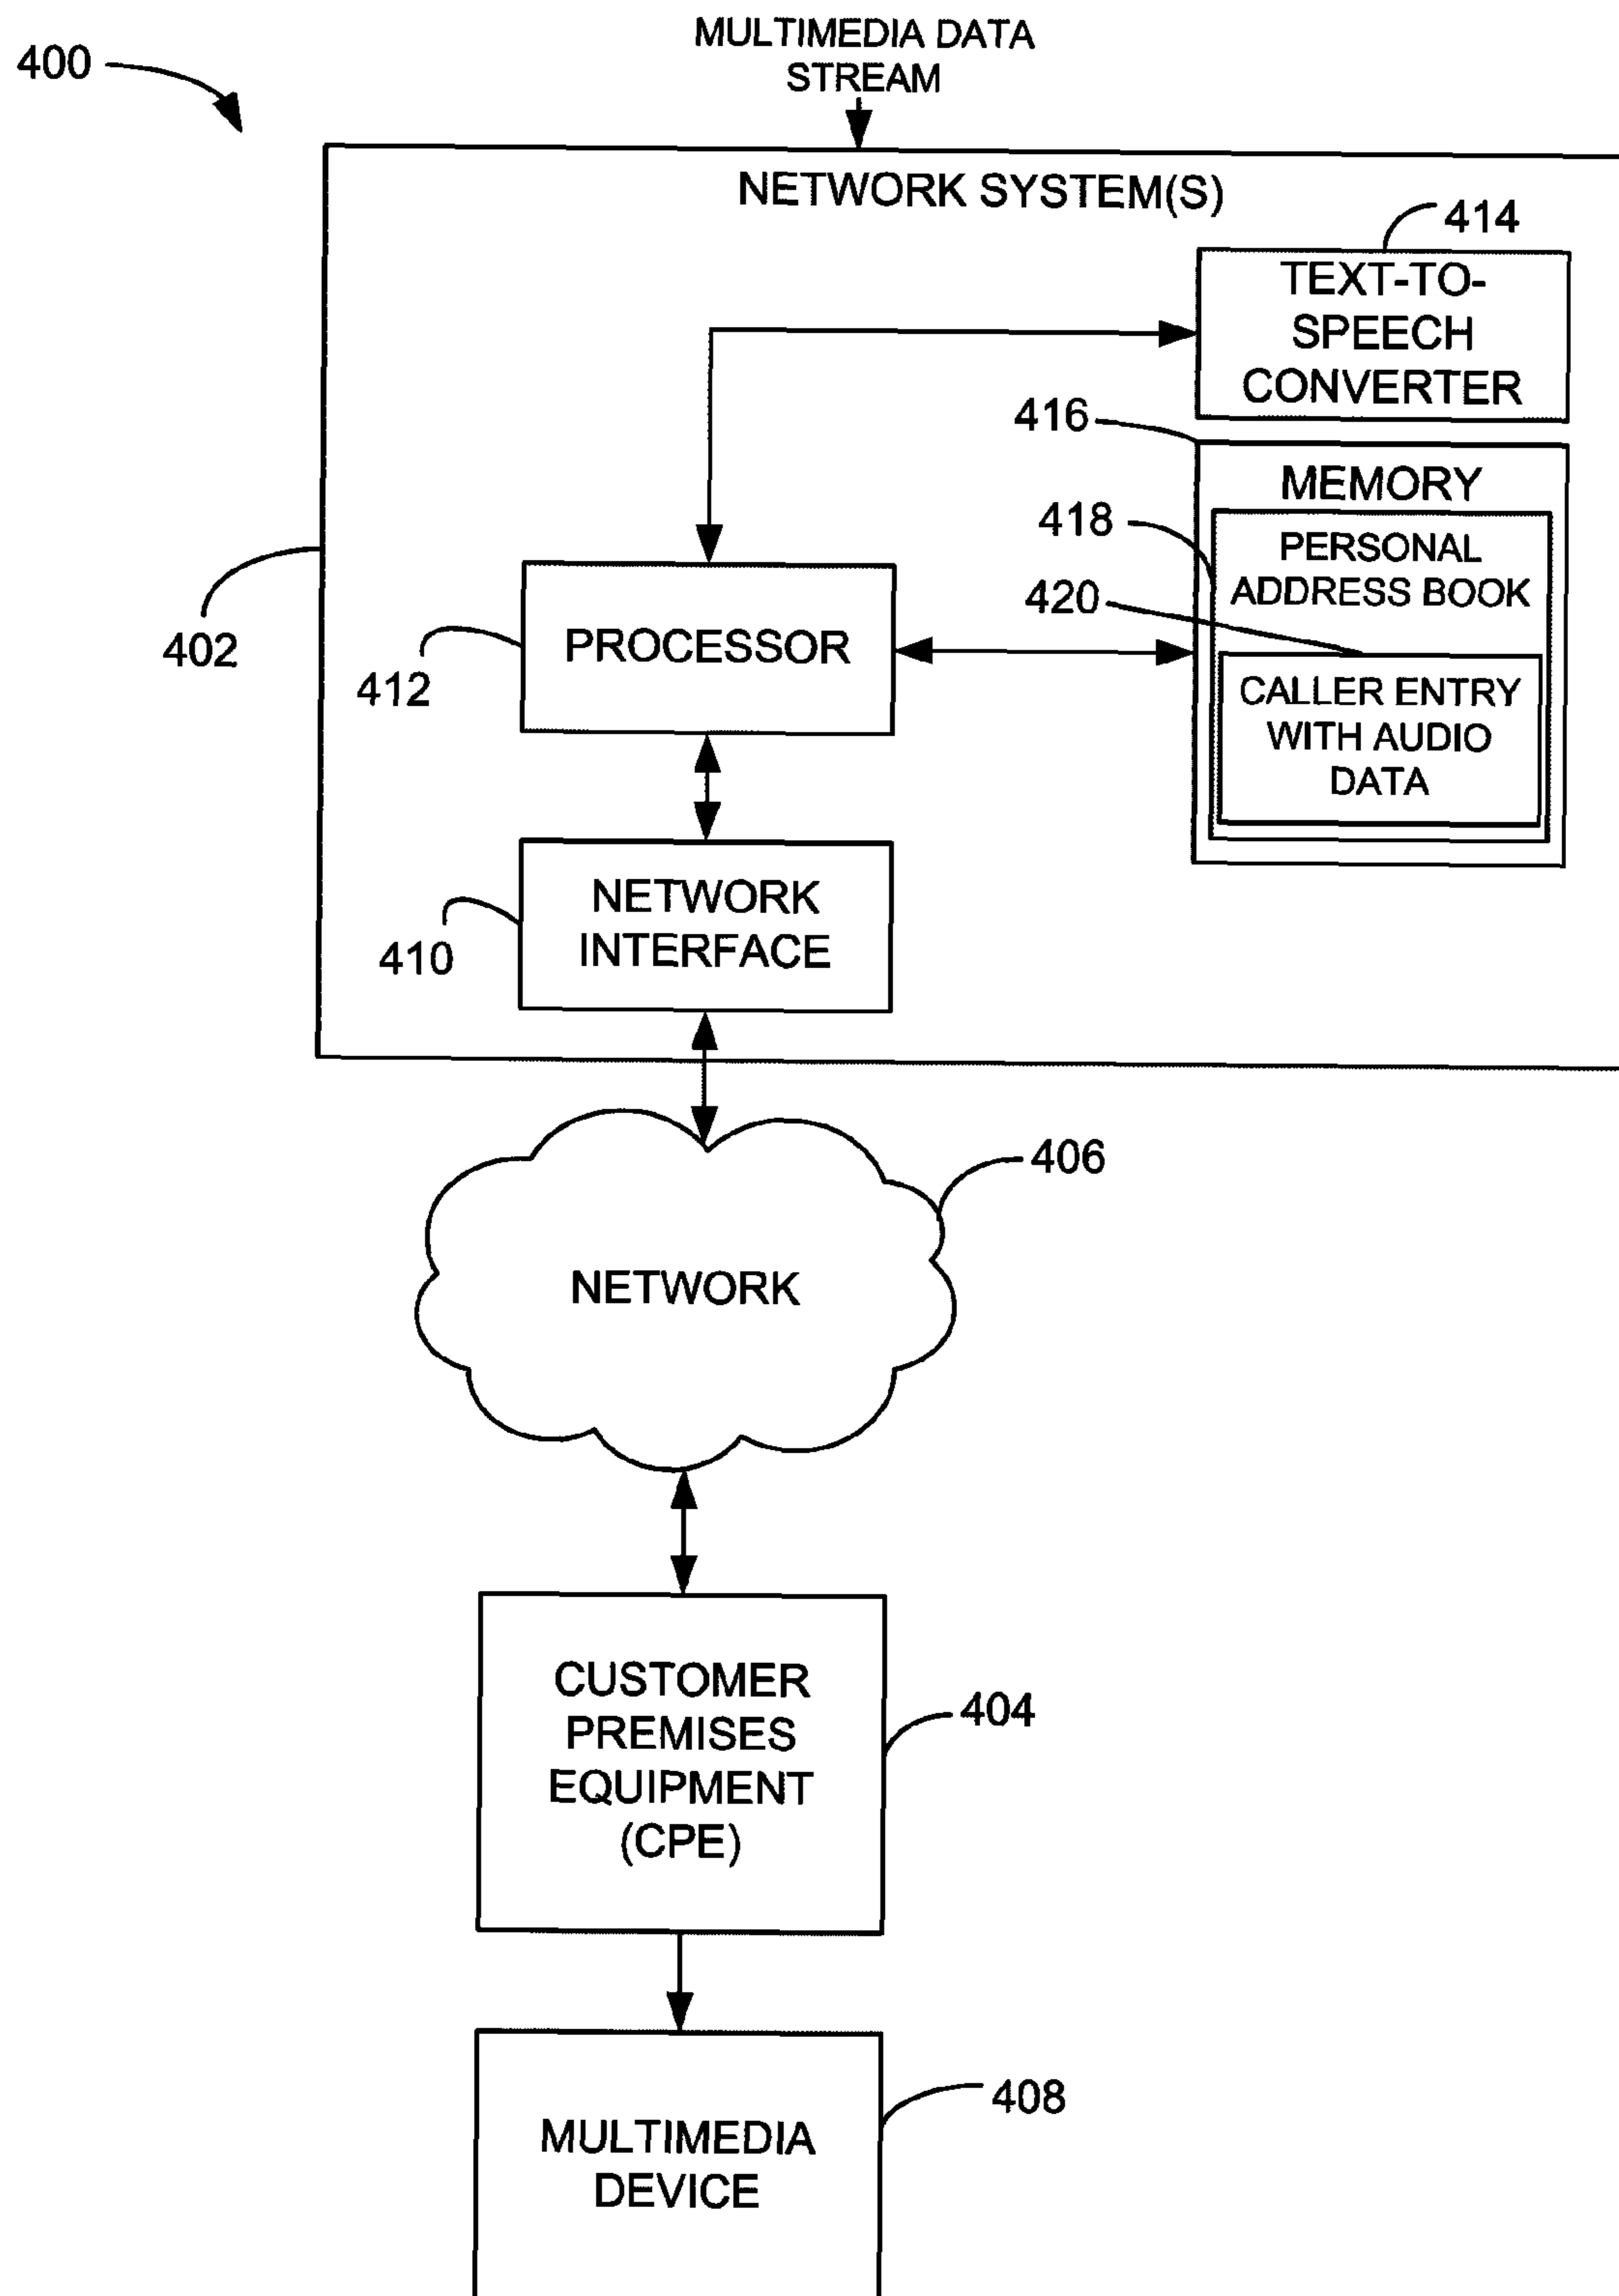 400
MULTIMEDIA DATA
STREAM
NETWORK SYSTEM(S)
414
TEXT-TO-
SPEECH
CONVERTER
416
MEMORY
418
PERSONAL
ADDRESS BOOK
420
CALLER ENTRY
WITH AUDIO
DATA
402
PROCESSOR
412
NETWORK
INTERFACE
410
406
NETWORK
CUSTOMER
PREMISES
EQUIPMENT
(CPE)
404
408
MULTIMEDIA
DEVICE